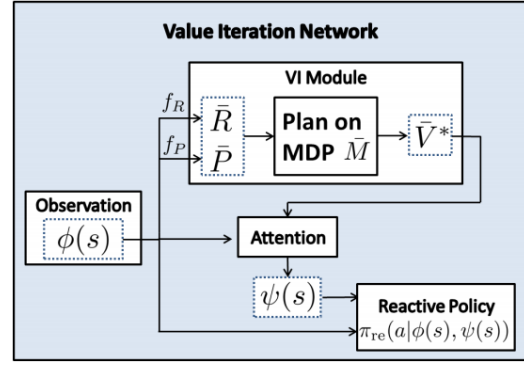 Value Iteration Network
VI Module
f_R
R̄
f_P
P̄
Plan on
MDP M̄
V̄*
Observation
ϕ(s)
Attention
ψ(s)
Reactive Policy
π_re(a|ϕ(s), ψ(s))